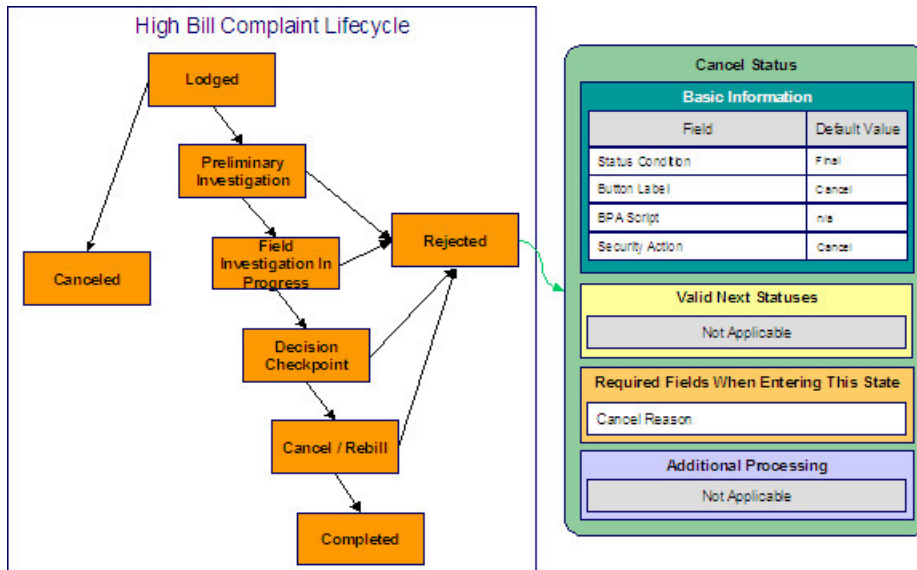 High Bill Complaint Lifecycle
Lodged
Preliminary
Investigation
Field
Investigation In
Progress
Rejected
Canceled
Decision
Checkpoint
Cancel / Rebill
Completed
Cancel Status
Basic Information
Field Default Value
Status Condition Final
Button Label Cancel
BPA Script n/a
Security Action Cancel
Valid Next Statuses
Not Applicable
Required Fields When Entering This State
Cancel Reason
Additional Processing
Not Applicable